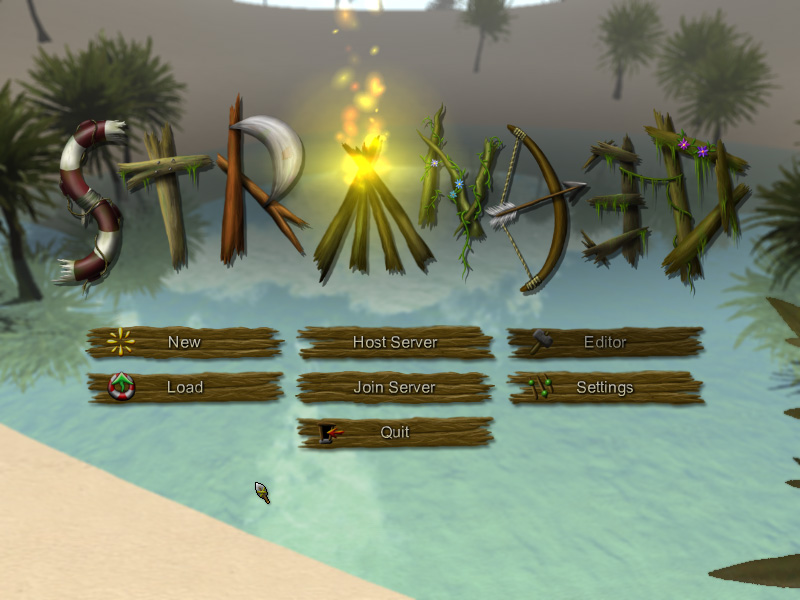 STRANDED
New
Host Server
Editor
Load
Join Server
Settings
Quit